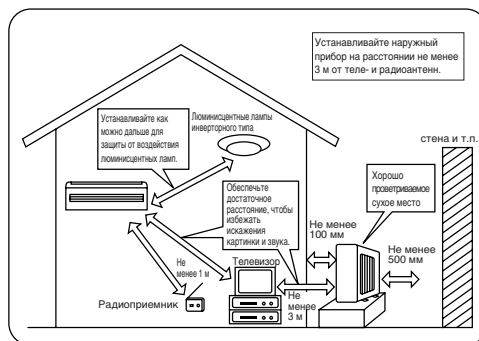 Устанавливайте наружный
прибор на расстоянии не менее
3 м от теле- и радиоантенн.
Устанавливайте как
можно дальше для
защиты от воздействия
люминисцентных ламп.
Люминисцентные лампы
инверторного типа
стена и т.п.
Обеспечьте
достаточное
расстояние, чтобы
избежать
искажения
картинки и звука.
Хорошо
проветриваемое
сухое место
Не менее
100 мм
Не менее
500 мм
Не
менее 1 м
Телевизор
Радиоприемник
Не
менее
3 м